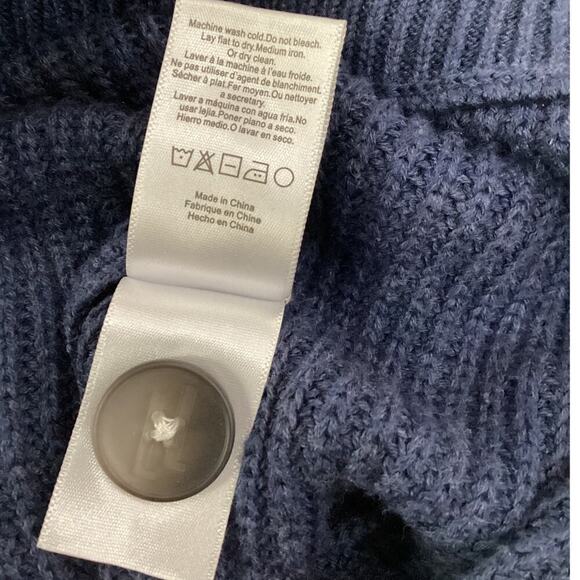 Machine wash cold.Do not bleach.
Lay flat to dry.Medium iron.
Or dry clean.
Laver à la machine à l'eau froide.
Ne pas utiliser d'agent de blanchiment.
Sécher à plat.Fer moyen.Ou nettoyer
a secretary.
Lavar a máquina con agua fría.No
usar lejía.Poner plano a seco.
Hierro medio.O lavar en seco.
Made in China
Fabrique en Chine
Hecho en China